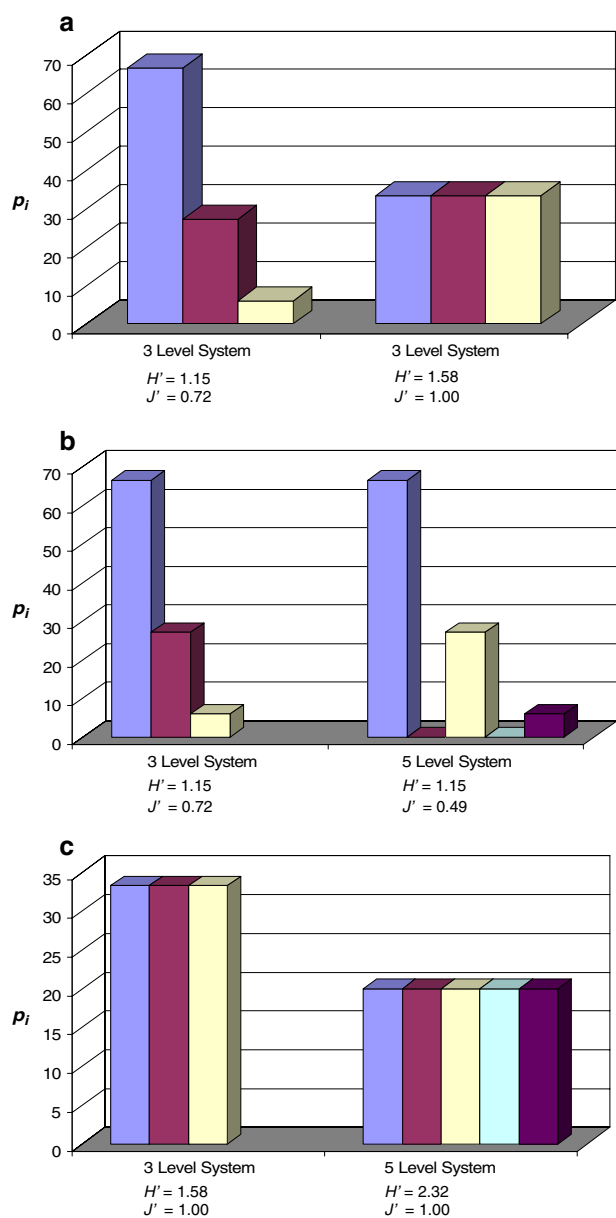 a
70
60
50
40
30
20
10
0
pi
3 Level System
H' = 1.15
J' = 0.72
3 Level System
H' = 1.58
J' = 1.00
b
70
60
50
40
30
20
10
0
pi
3 Level System
H' = 1.15
J' = 0.72
5 Level System
H' = 1.15
J' = 0.49
c
35
30
25
20
15
10
5
0
pi
3 Level System
H' = 1.58
J' = 1.00
5 Level System
H' = 2.32
J' = 1.00